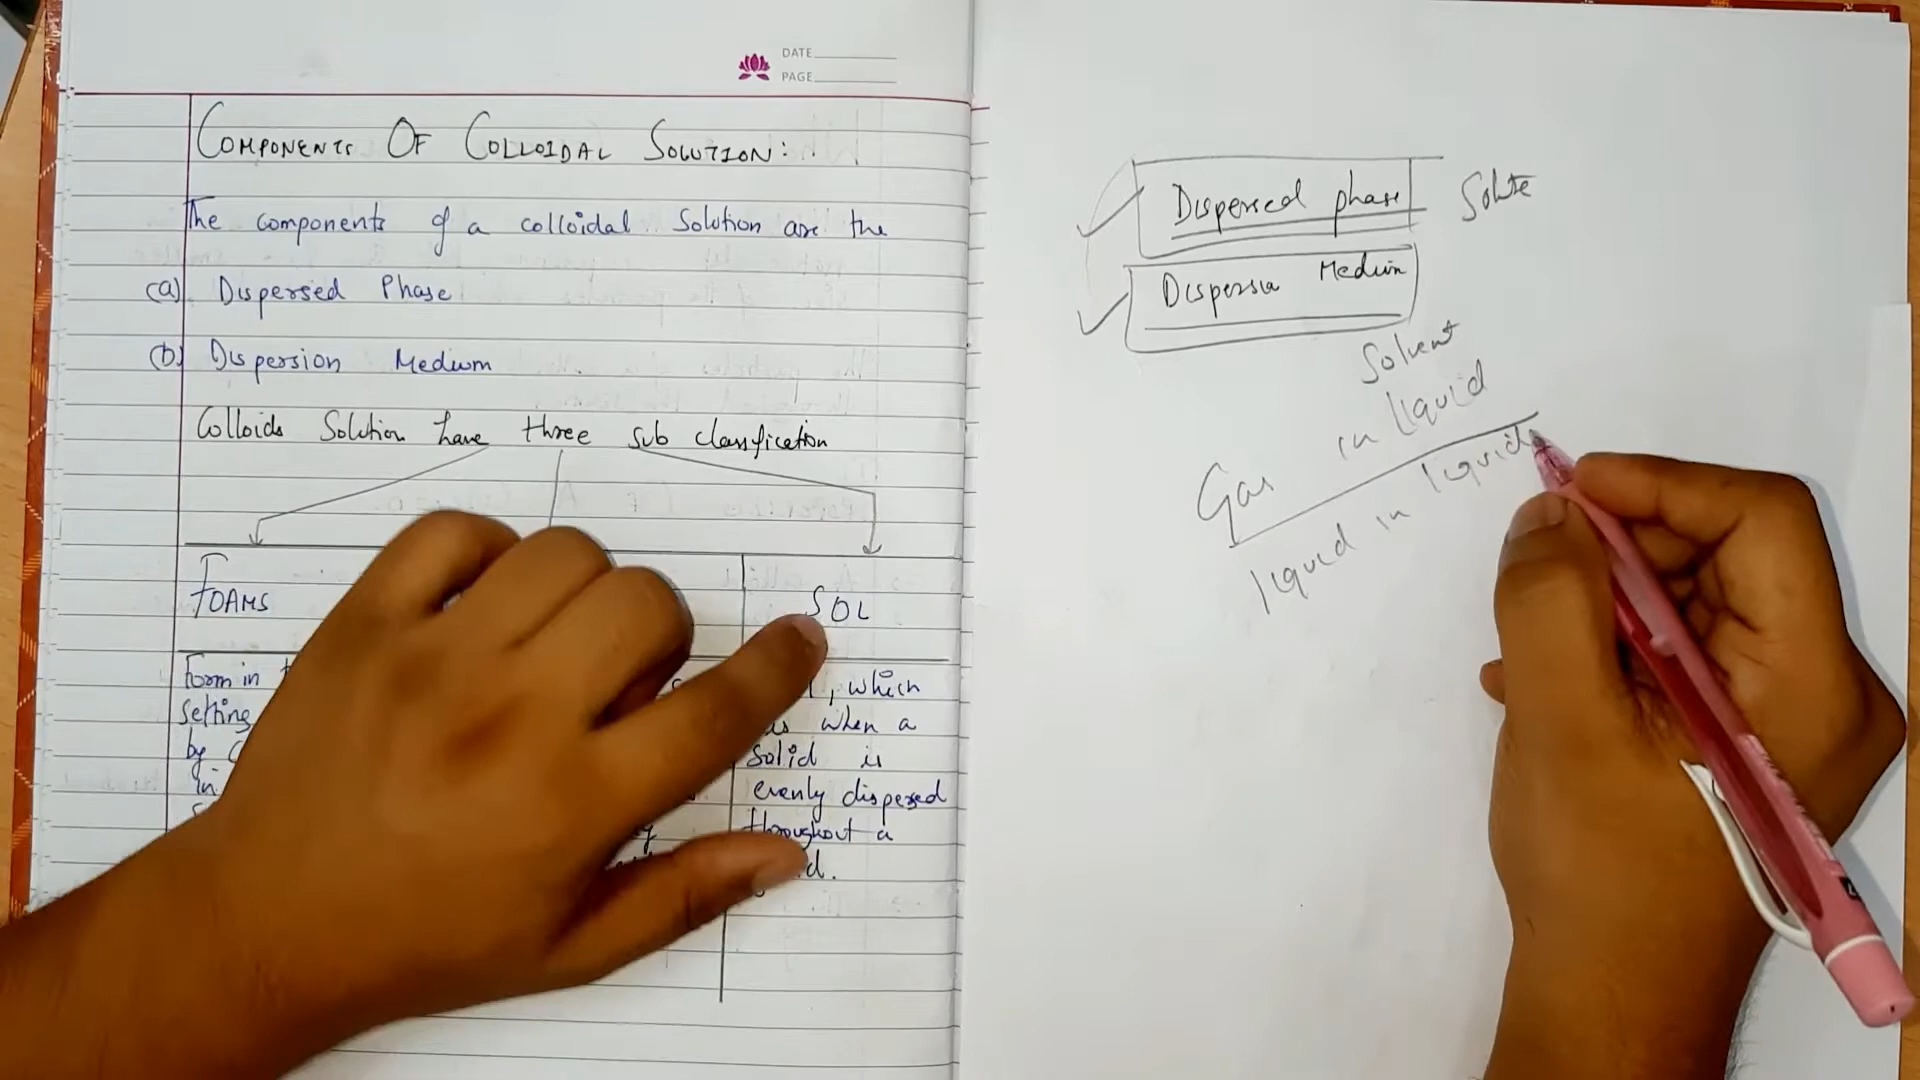 DATE
PAGE
COMPONENTS OF COLLOIDAL SOLUTION:
The components of a colloidal Solution are the
(a) Dispersed Phase
(b) Dispersion Medium
Colloids Solution have three sub classification
FOAMS
SOL
Form in
setting
by
in
, which
when a
Solid is
evenly dispersed
throughout a
Dispersed phase Solute
Dispersion Medium
Solvent
Gas in liquid
liquid in liquid